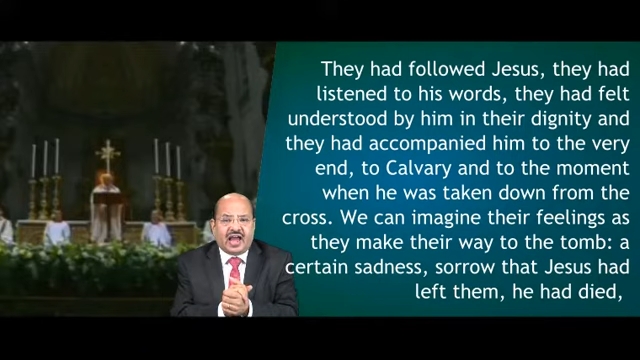 They had followed Jesus, they had
listened to his words, they had felt
understood by him in their dignity and
they had accompanied him to the very
end, to Calvary and to the moment
when he was taken down from the
cross. We can imagine their feelings as
they make their way to the tomb: a
certain sadness, sorrow that Jesus had
left them, he had died,